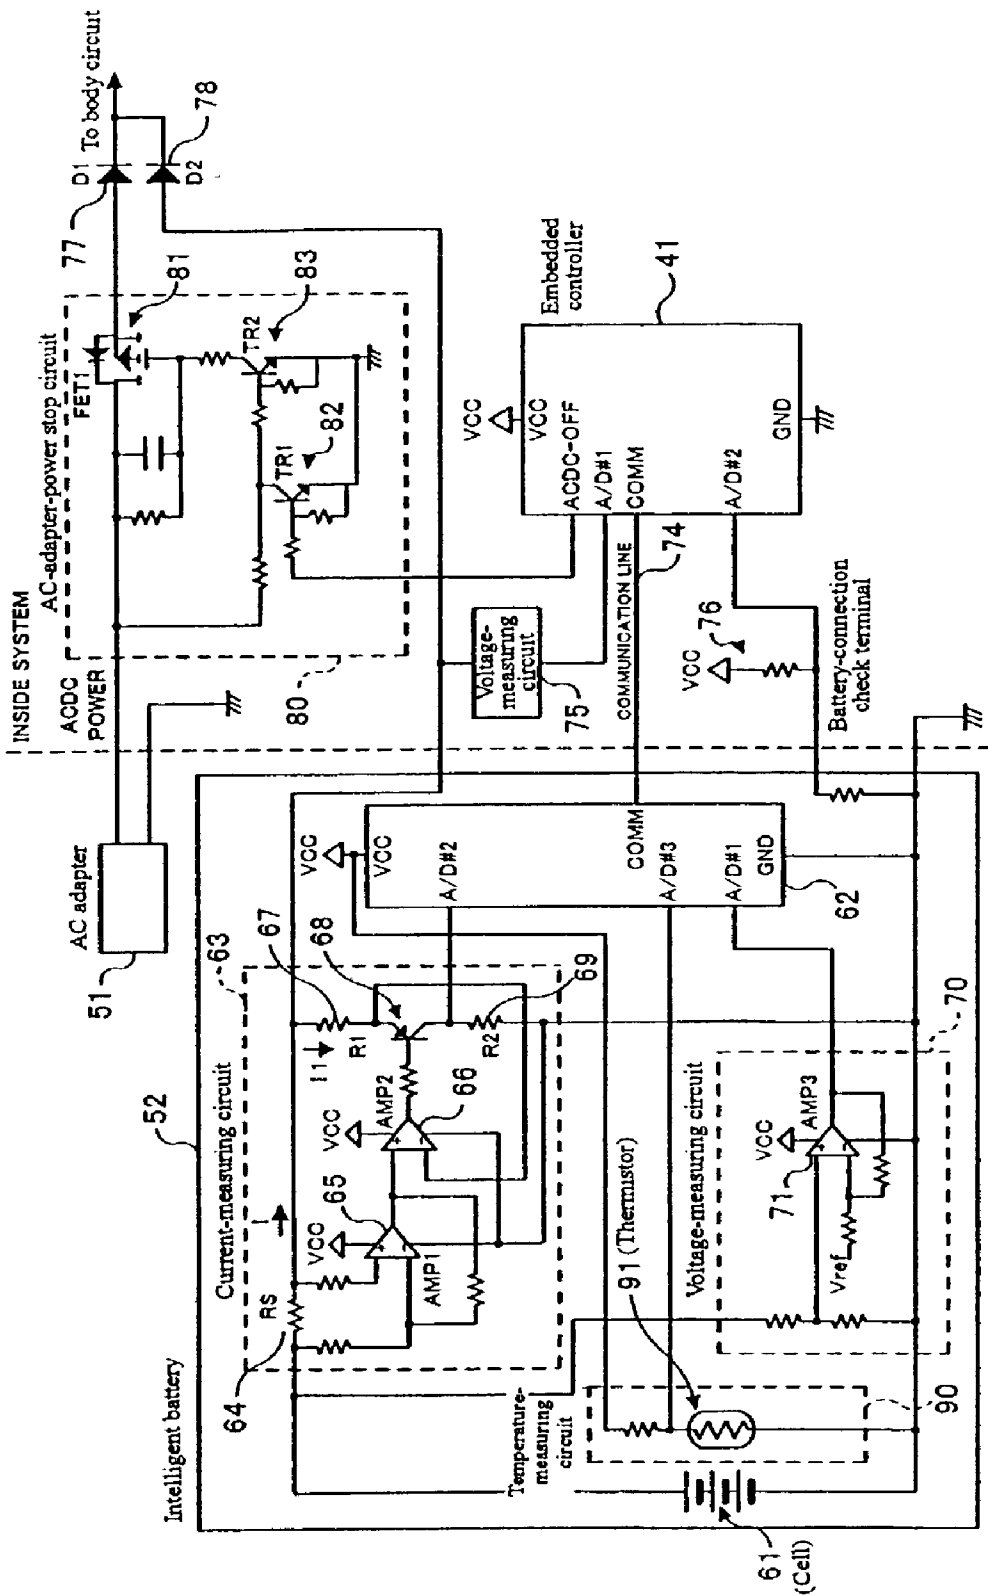 INSIDE SYSTEM
ACDC
POWER
AC-adapter-power stop circuit
FET1
81
77
D1
To body circuit
D2
78
TR2
83
TR1
82
80
AC adapter
51
VCC
Embedded
controller
41
VCC
ACDC-OFF
A/D#1
COMM
A/D#2
GND
Voltage-
measuring
circuit
75
COMMUNICATION LINE
74
VCC
76
Battery-connection
check terminal
Intelligent battery
52
Current-measuring circuit
63
64
RS
I
VCC
65
AMP1
VCC
AMP2
66
I1
R1
67
68
R2
69
VCC
VCC
A/D#2
COMM
A/D#3
A/D#1
GND
62
Temperature-
measuring
circuit
91 (Thermistor)
90
Voltage-measuring circuit
70
VCC
71
AMP3
Vref
61
(Cell)